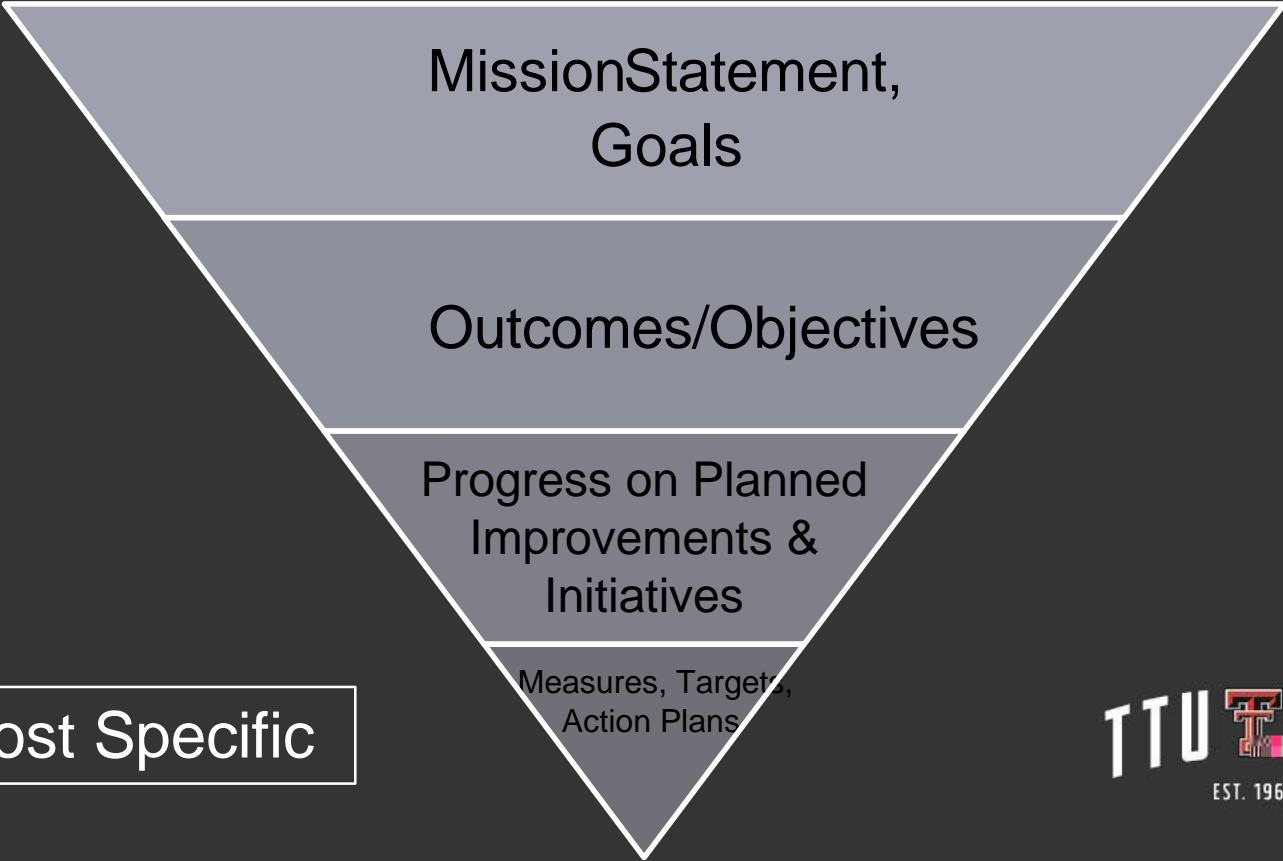 MissionStatement,
Goals
Outcomes/Objectives
Progress on Planned
Improvements &
Initiatives
Measures, Targets,
Action Plans
ost Specific
TTU
EST. 196